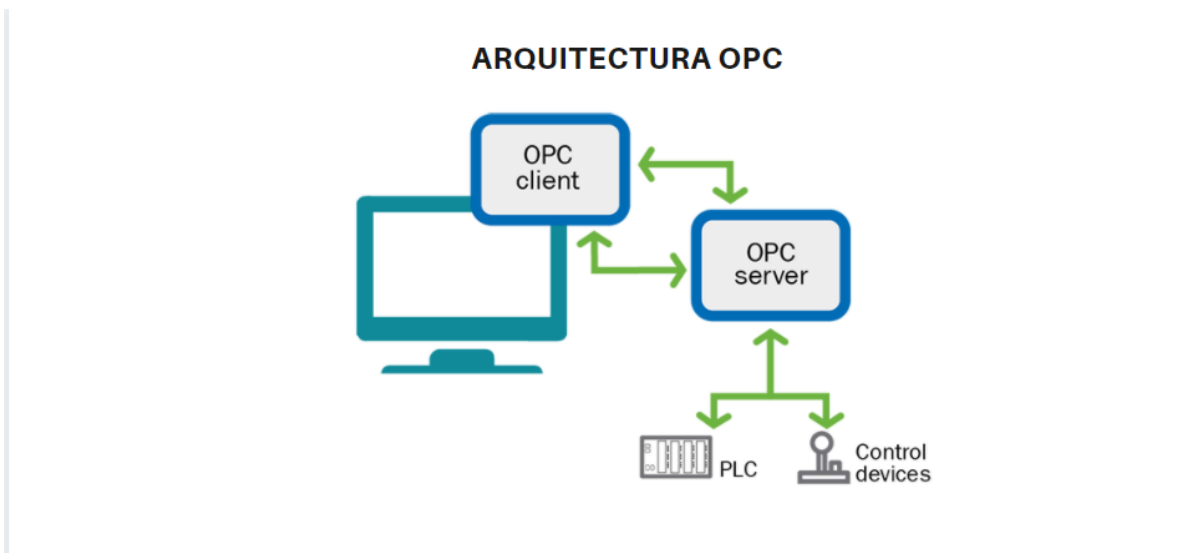 ARQUITECTURA OPC
OPC
client
OPC
server
PLC
Control
devices